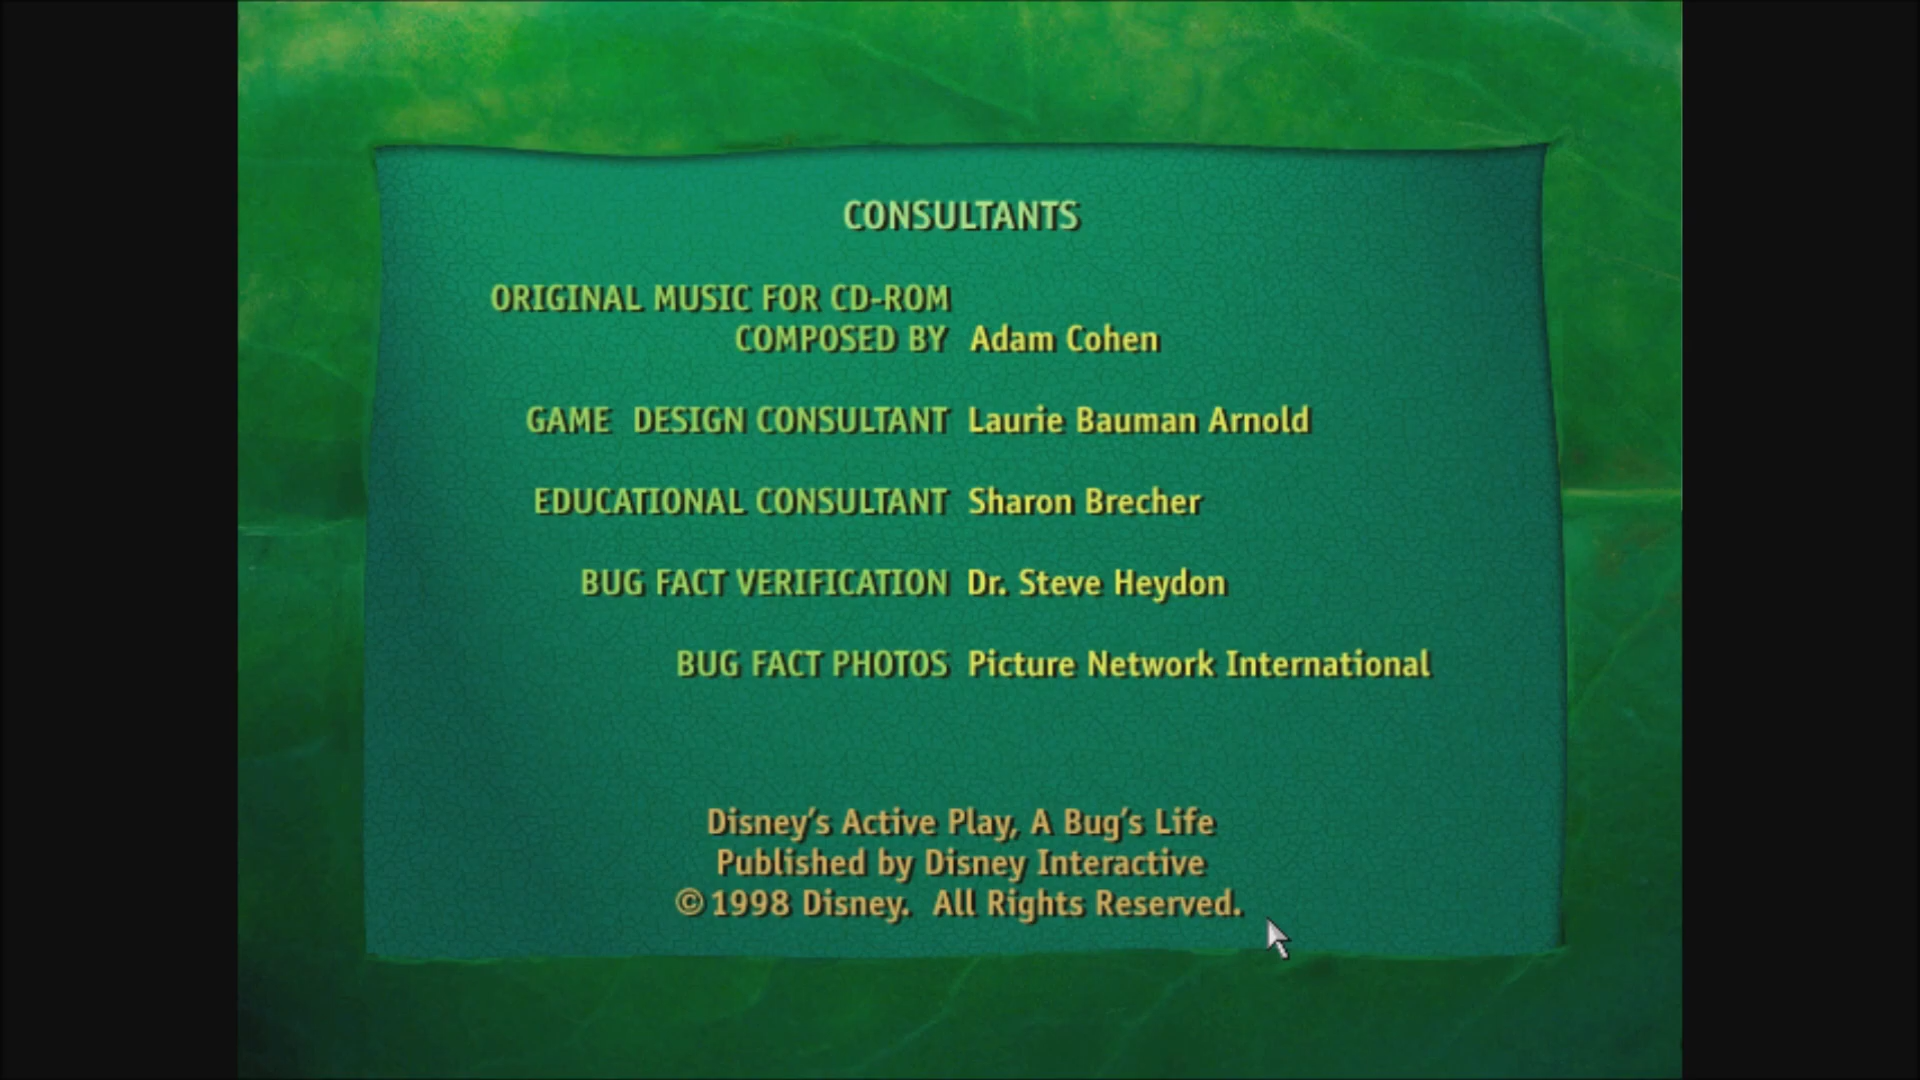 CONSULTANTS
ORIGINAL MUSIC FOR CD-ROM
COMPOSED BY Adam Cohen
GAME DESIGN CONSULTANT Laurie Bauman Arnold
EDUCATIONAL CONSULTANT Sharon Brecher
BUG FACT VERIFICATION Dr. Steve Heydon
BUG FACT PHOTOS Picture Network International
Disney's Active Play, A Bug's Life
Published by Disney Interactive
© 1998 Disney. All Rights Reserved.